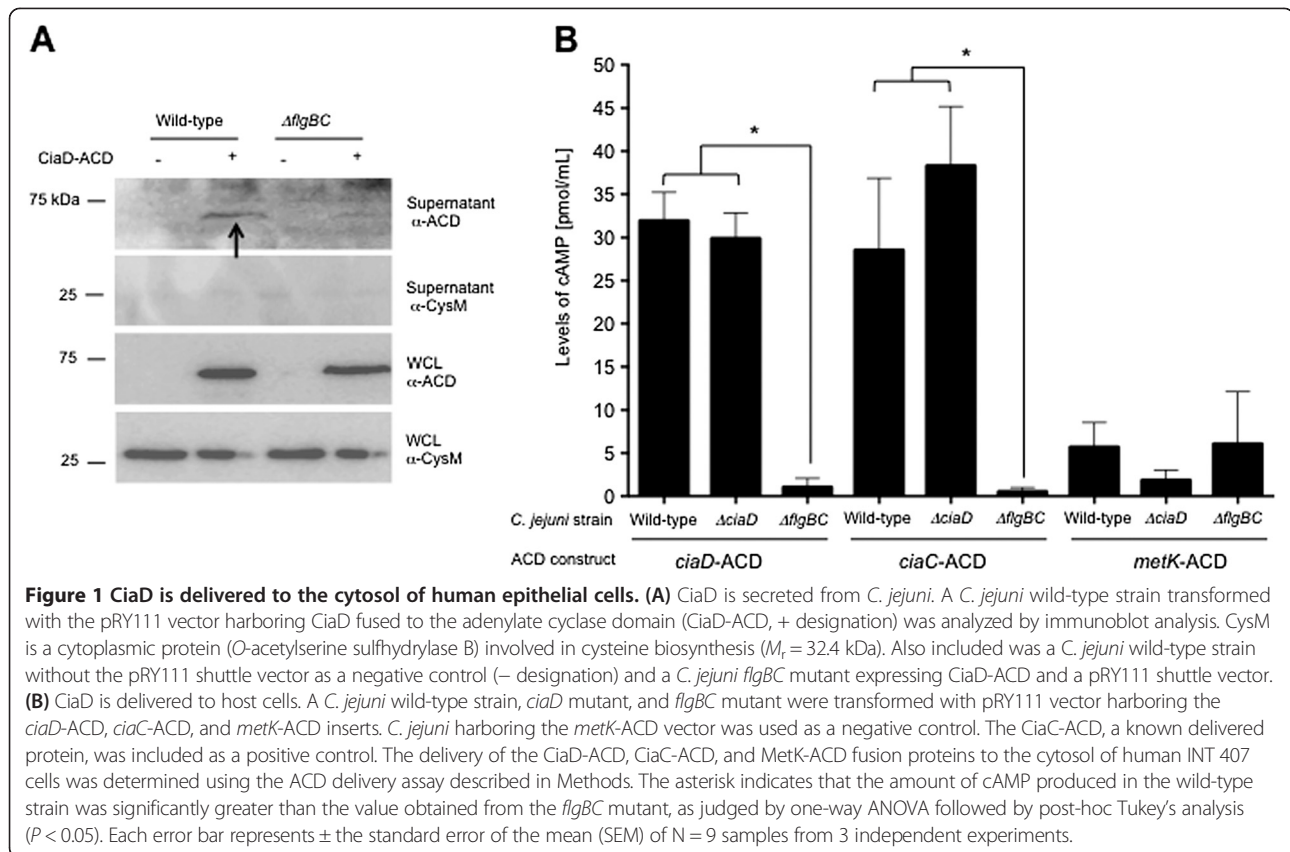 A
B
Wild-type ΔflgBC
CiaD-ACD - + - +
75 kDa
Supernatant
α-ACD
25
Supernatant
α-CysM
75
WCL
α-ACD
25
WCL
α-CysM
Levels of cAMP [pmol/mL]
50
45
40
35
30
25
20
15
10
5
0
* *
C. jejuni strain Wild-type ΔciaD ΔflgBC Wild-type ΔciaD ΔflgBC Wild-type ΔciaD ΔflgBC
ACD construct ciaD-ACD ciaC-ACD metK-ACD
Figure 1 CiaD is delivered to the cytosol of human epithelial cells. (A) CiaD is secreted from C. jejuni. A C. jejuni wild-type strain transformed
with the pRY111 vector harboring CiaD fused to the adenylate cyclase domain (CiaD-ACD, + designation) was analyzed by immunoblot analysis. CysM
is a cytoplasmic protein (O-acetylserine sulfhydrylase B) involved in cysteine biosynthesis (Mr = 32.4 kDa). Also included was a C. jejuni wild-type strain
without the pRY111 shuttle vector as a negative control (− designation) and a C. jejuni flgBC mutant expressing CiaD-ACD and a pRY111 shuttle vector.
(B) CiaD is delivered to host cells. A C. jejuni wild-type strain, ciaD mutant, and flgBC mutant were transformed with pRY111 vector harboring the
ciaD-ACD, ciaC-ACD, and metK-ACD inserts. C. jejuni harboring the metK-ACD vector was used as a negative control. The CiaC-ACD, a known delivered
protein, was included as a positive control. The delivery of the CiaD-ACD, CiaC-ACD, and MetK-ACD fusion proteins to the cytosol of human INT 407
cells was determined using the ACD delivery assay described in Methods. The asterisk indicates that the amount of cAMP produced in the wild-type
strain was significantly greater than the value obtained from the flgBC mutant, as judged by one-way ANOVA followed by post-hoc Tukey's analysis
(P < 0.05). Each error bar represents ± the standard error of the mean (SEM) of N = 9 samples from 3 independent experiments.